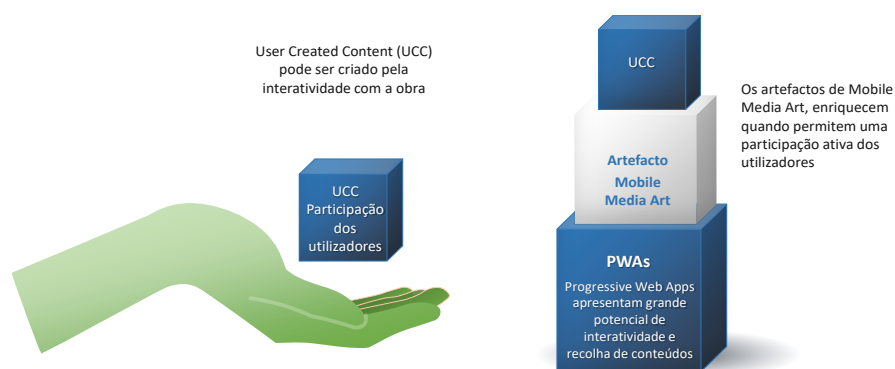 User Created Content (UCC)
pode ser criado pela
interatividade com a obra
UCC
Participação
dos
utilizadores
UCC
Os artefactos de Mobile
Media Art, enriquecem
quando permitem uma
participação ativa dos
utilizadores
Artefacto
Mobile
Media Art
PWAs
Progressive Web Apps
apresentam grande
potencial de
interatividade e
recolha de conteúdos